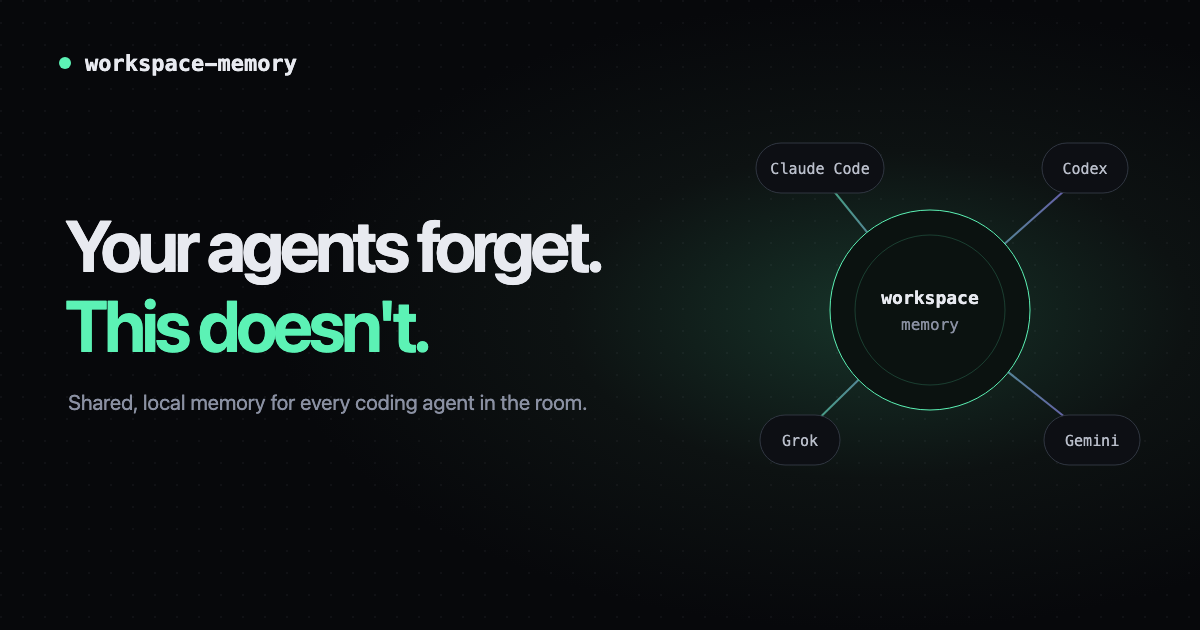 workspace-memory
Your agents forget.
This doesn't.
Shared, local memory for every coding agent in the room.
Claude Code
Codex
workspace
memory
Grok
Gemini